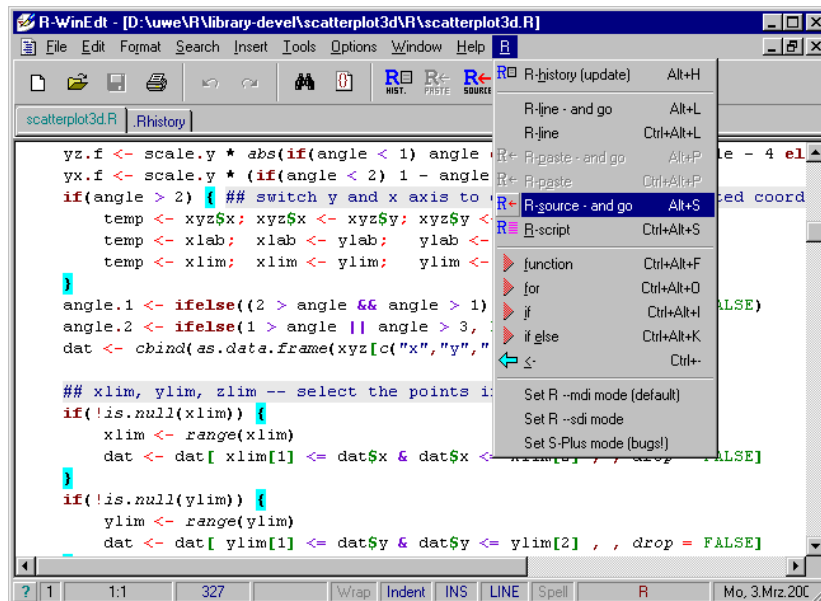 R-WinEdt - [D:\uwe\R\library-devel\scatterplot3d\R\scatterplot3d.R]
File Edit Format Search Insert Tools Options Window Help R
HIST. PASTE SOURCE
scatterplot3d.R .Rhistory
yz.f <- scale.y * abs(if(angle < 1) angle le - 4 el
yx.f <- scale.y * (if(angle < 2) 1 - angle
if(angle > 2) { ## switch y and x axis to ted coord
temp <- xyz$x; xyz$x <- xyz$y; xyz$y <
temp <- xlab; xlab <- ylab; ylab <-
temp <- xlim; xlim <- ylim; ylim <-
}
angle.1 <- ifelse((2 > angle && angle > 1) LSE)
angle.2 <- ifelse(1 > angle || angle > 3,
dat <- cbind(as.data.frame(xyz[c("x","y","
## xlim, ylim, zlim -- select the points i
if(!is.null(xlim)) {
xlim <- range(xlim)
dat <- dat[ xlim[1] <= dat$x & dat$x <= xlim[2] , , drop = FALSE]
}
if(!is.null(ylim)) {
ylim <- range(ylim)
dat <- dat[ ylim[1] <= dat$y & dat$y <= ylim[2] , , drop = FALSE]
R-history (update) Alt+H
R-line - and go Alt+L
R-line Ctrl+Alt+L
R-paste - and go Alt+P
R-paste Ctrl+Alt+P
R-source - and go Alt+S
R-script Ctrl+Alt+S
function Ctrl+Alt+F
for Ctrl+Alt+O
if Ctrl+Alt+I
if else Ctrl+Alt+K
<- Ctrl+-
Set R --mdi mode (default)
Set R --sdi mode
Set S-Plus mode (bugs!)
? 1 1:1 327 Wrap Indent INS LINE Spell R Mo, 3.Mrz.200